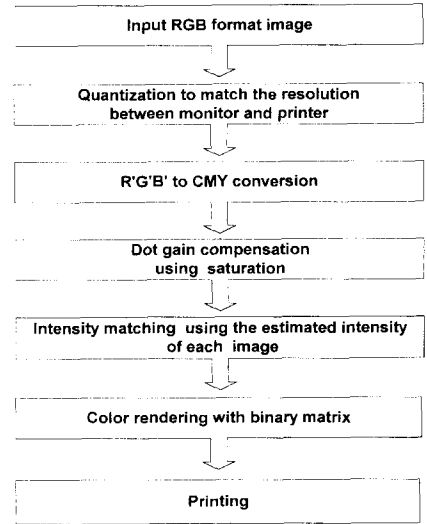 Input RGB format image
Quantization to match the resolution
between monitor and printer
R'G'B' to CMY conversion
Dot gain compensation
using saturation
Intensity matching using the estimated intensity
of each image
Color rendering with binary matrix
Printing